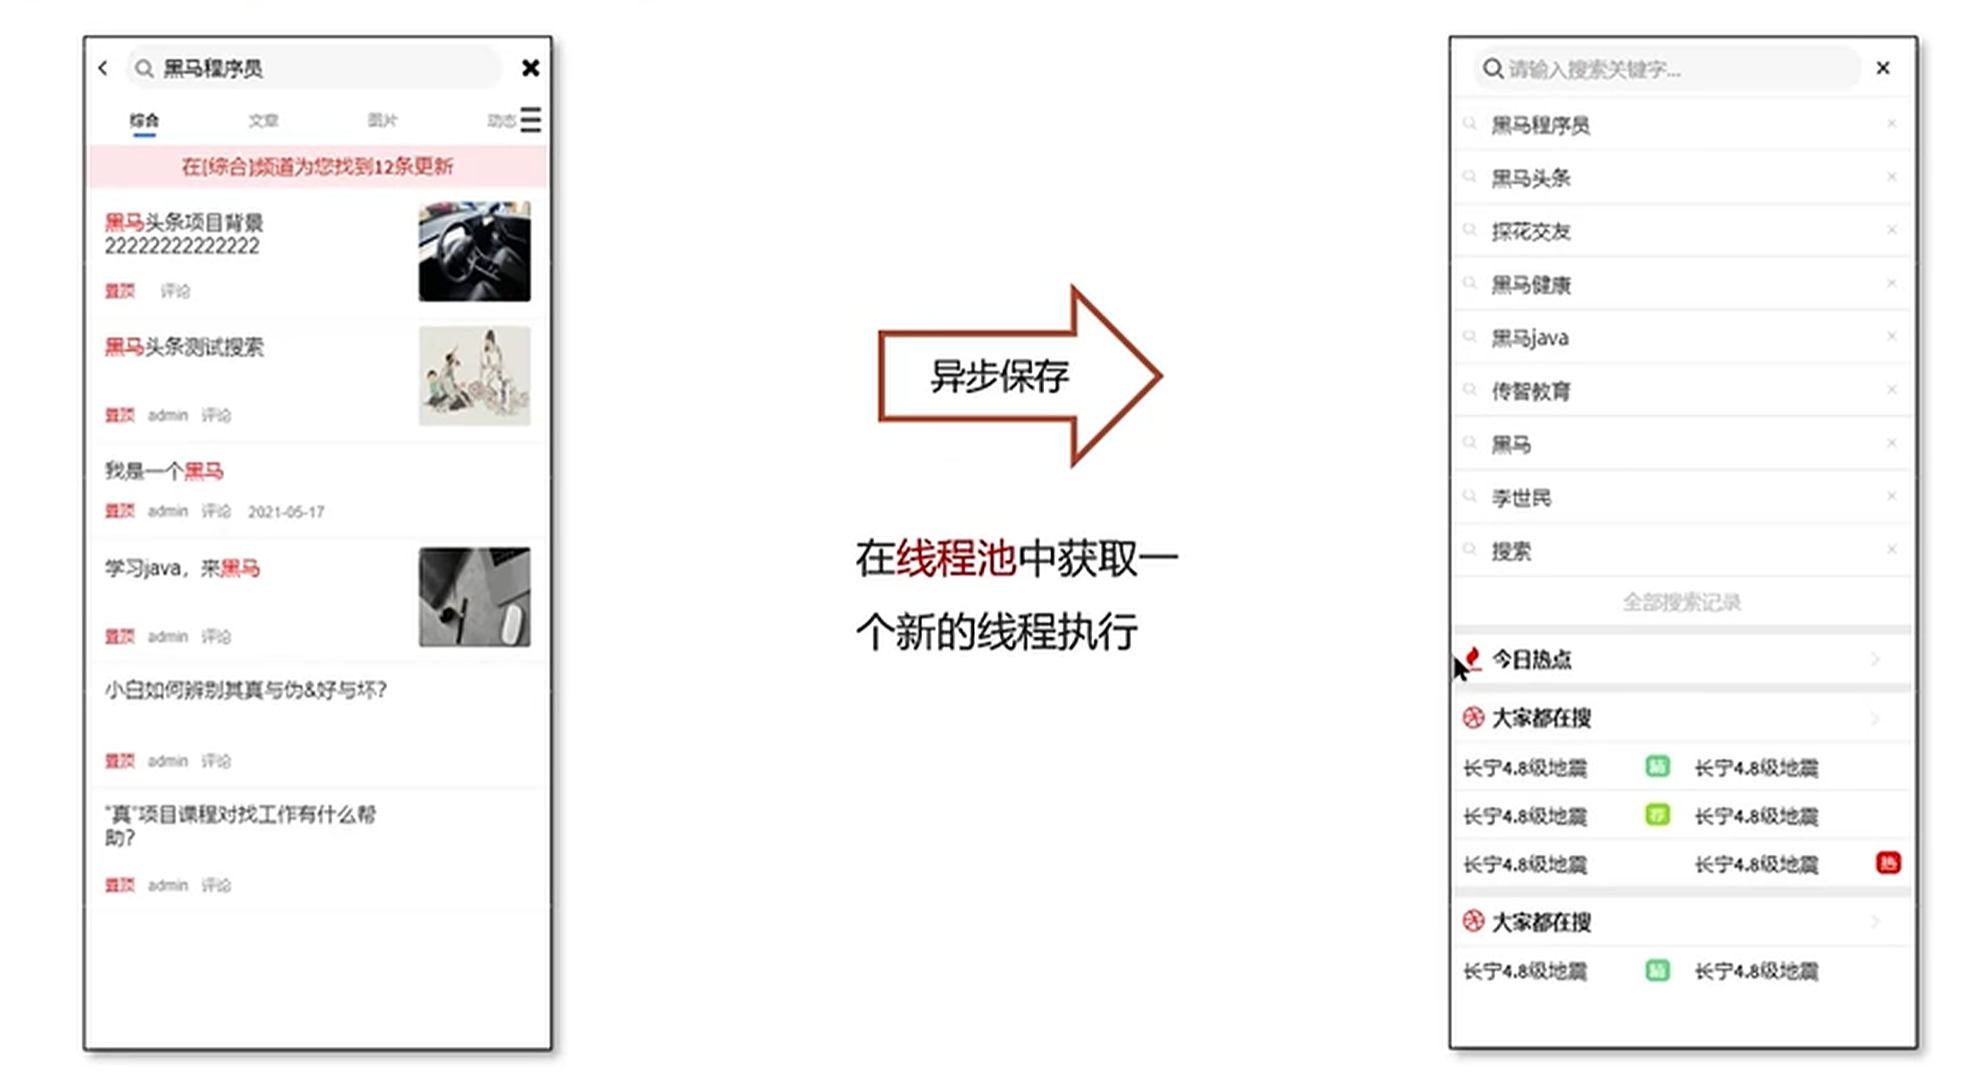 黑马程序员
综合 文章 图片 动态
在[综合]频道为您找到12条更新
黑马头条项目背景
22222222222222
置顶 评论
黑马头条测试搜索
置顶 admin 评论
我是一个黑马
置顶 admin 评论 2021-05-17
学习java，来黑马
置顶 admin 评论
小白如何辨别其真与伪&好与坏?
置顶 admin 评论
"真"项目课程对找工作有什么帮
助?
置顶 admin 评论
异步保存
在线程池中获取一
个新的线程执行
请输入搜索关键字...
黑马程序员
黑马头条
探花交友
黑马健康
黑马java
传智教育
黑马
李世民
搜索
全部搜索记录
今日热点
大家都在搜
长宁4.8级地震 长宁4.8级地震
长宁4.8级地震 荐 长宁4.8级地震
长宁4.8级地震 长宁4.8级地震 热
大家都在搜
长宁4.8级地震 长宁4.8级地震